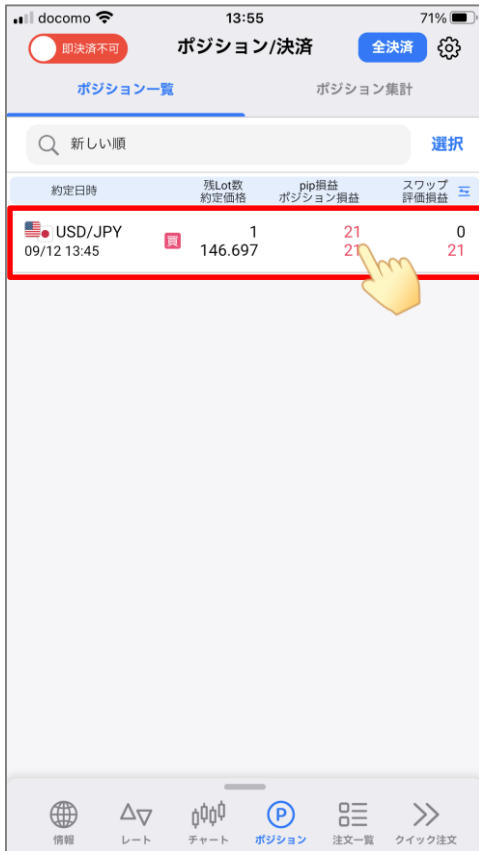 docomo 13:55 71%
即決済不可 ポジション/決済 全決済
ポジション一覧 ポジション集計
新しい順 選択
約定日時 残Lot数 pip損益 スワップ
約定価格 ポジション損益 評価損益
USD/JPY 買 1 21 0
09/12 13:45 146.697 21 21
P
情報 レート チャート ポジション 注文一覧 クイック注文